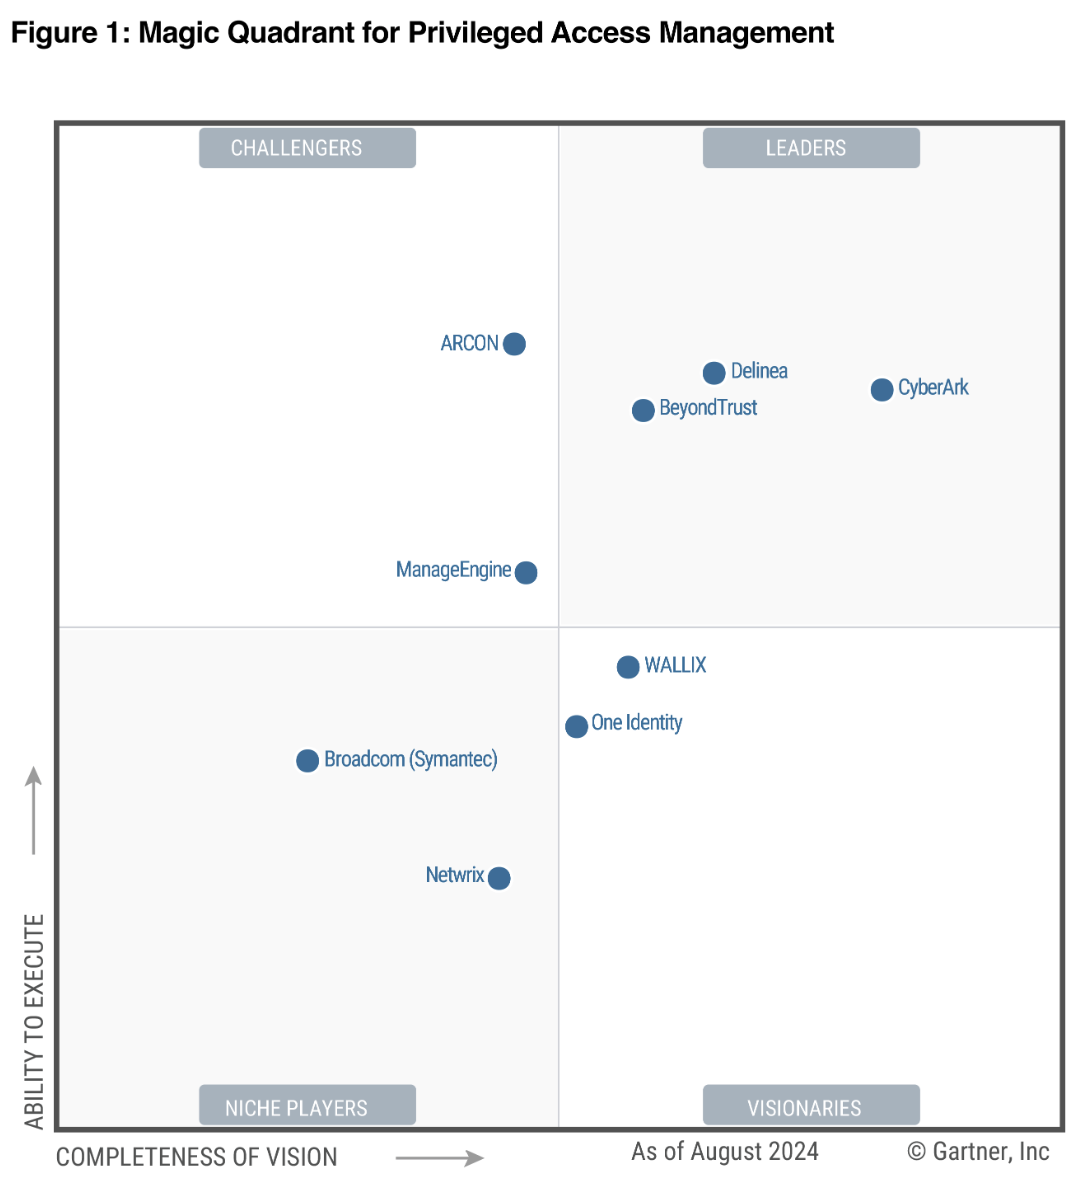 Figure 1: Magic Quadrant for Privileged Access Management
CHALLENGERS
LEADERS
ARCON
Delinea
CyberArk
BeyondTrust
ManageEngine
WALLIX
One Identity
Broadcom (Symantec)
Netwrix
NICHE PLAYERS
VISIONARIES
ABILITY TO EXECUTE
COMPLETENESS OF VISION
As of August 2024
© Gartner, Inc